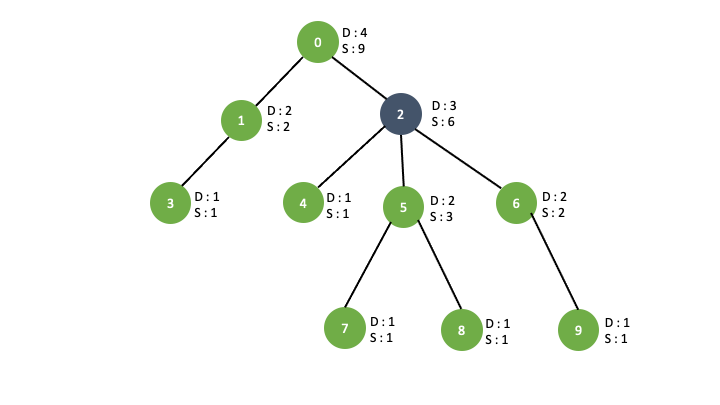 0
D : 4
S : 9
1
D : 2
S : 2
2
D : 3
S : 6
3
D : 1
S : 1
4
D : 1
S : 1
5
D : 2
S : 3
6
D : 2
S : 2
7
D : 1
S : 1
8
D : 1
S : 1
9
D : 1
S : 1